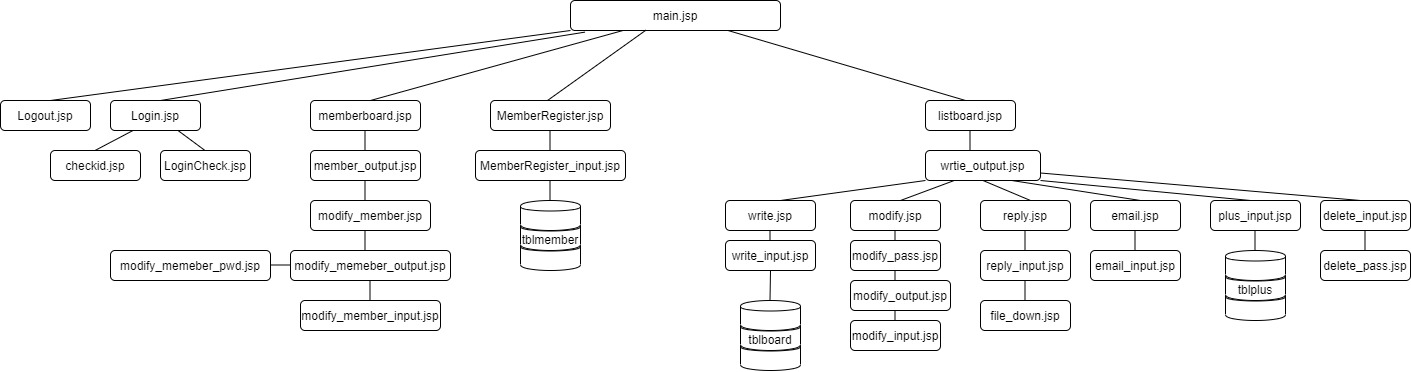 main.jsp
Logout.jsp
Login.jsp
memberboard.jsp
MemberRegister.jsp
listboard.jsp
checkid.jsp
LoginCheck.jsp
member_output.jsp
MemberRegister_input.jsp
wrtie_output.jsp
modify_member.jsp
tblmember
write.jsp
modify.jsp
reply.jsp
email.jsp
plus_input.jsp
delete_input.jsp
modify_memeber_pwd.jsp
modify_memeber_output.jsp
write_input.jsp
modify_pass.jsp
reply_input.jsp
email_input.jsp
tblplus
delete_pass.jsp
modify_member_input.jsp
tblboard
modify_output.jsp
file_down.jsp
modify_input.jsp